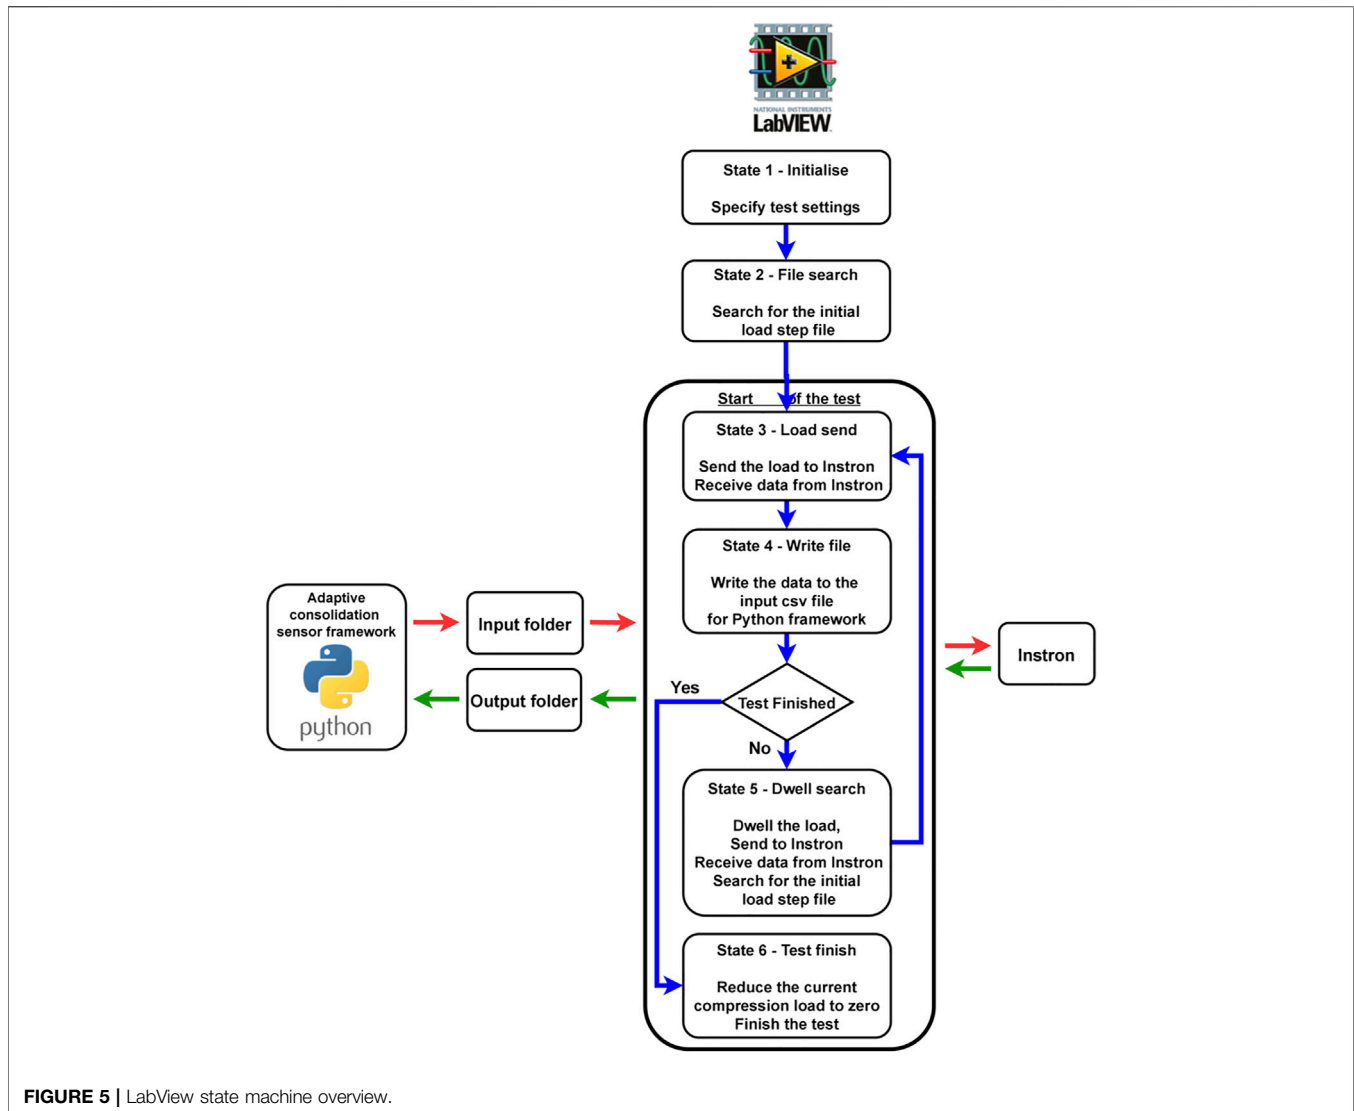 NATIONAL INSTRUMENTS
LabVIEW
State 1 - Initialise
Specify test settings
State 2 - File search
Search for the initial
load step file
Start of the test
State 3 - Load send
Send the load to Instron
Receive data from Instron
State 4 - Write file
Write the data to the
input csv file
for Python framework
Adaptive
consolidation
sensor framework
python
Input folder
Output folder
Instron
Test Finished
Yes
No
State 5 - Dwell search
Dwell the load,
Send to Instron
Receive data from Instron
Search for the initial
load step file
State 6 - Test finish
Reduce the current
compression load to zero
Finish the test
FIGURE 5 | LabView state machine overview.